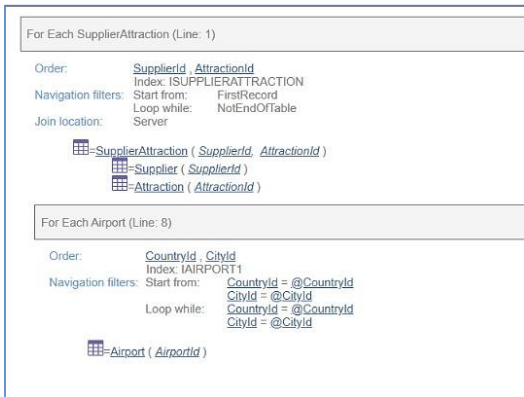 For Each SupplierAttraction (Line: 1)
Order: SupplierId , AttractionId
Index: ISUPPLIERATTRACTION
Navigation filters: Start from: FirstRecord
Loop while: NotEndOfTable
Join location: Server
=SupplierAttraction ( SupplierId, AttractionId )
=Supplier ( SupplierId )
=Attraction ( AttractionId )
For Each Airport (Line: 8)
Order: CountryId , CityId
Index: IAIRPORT1
Navigation filters: Start from: CountryId = @CountryId
CityId = @CityId
Loop while: CountryId = @CountryId
CityId = @CityId
=Airport ( AirportId )